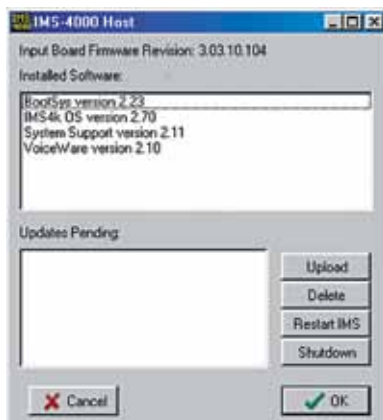 IMS-4000 Host
Input Board Firmware Revision: 3.03.10.104
Installed Software:
BootSys version 2.23
IMS4k OS version 2.70
System Support version 2.11
VoiceWare version 2.10
Updates Pending:
Upload
Delete
Restart IMS
Shutdown
Cancel
OK